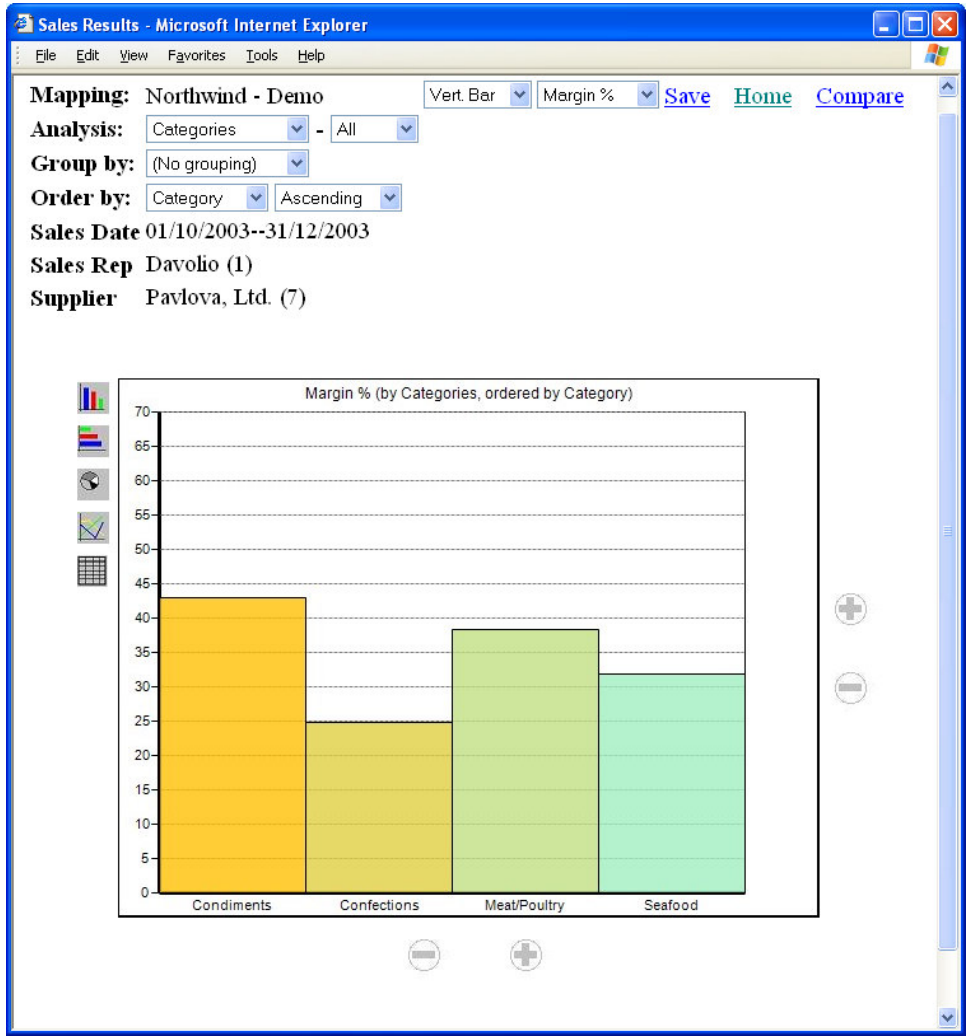 Sales Results - Microsoft Internet Explorer
File Edit View Favorites Tools Help
Mapping: Northwind - Demo Vert. Bar Margin % Save Home Compare
Analysis: Categories - All
Group by: (No grouping)
Order by: Category Ascending
Sales Date 01/10/2003--31/12/2003
Sales Rep Davolio (1)
Supplier Pavlova, Ltd. (7)
Margin % (by Categories, ordered by Category)
70
65
60
55
50
45
40
35
30
25
20
15
10
5
0
Condiments Confections Meat/Poultry Seafood